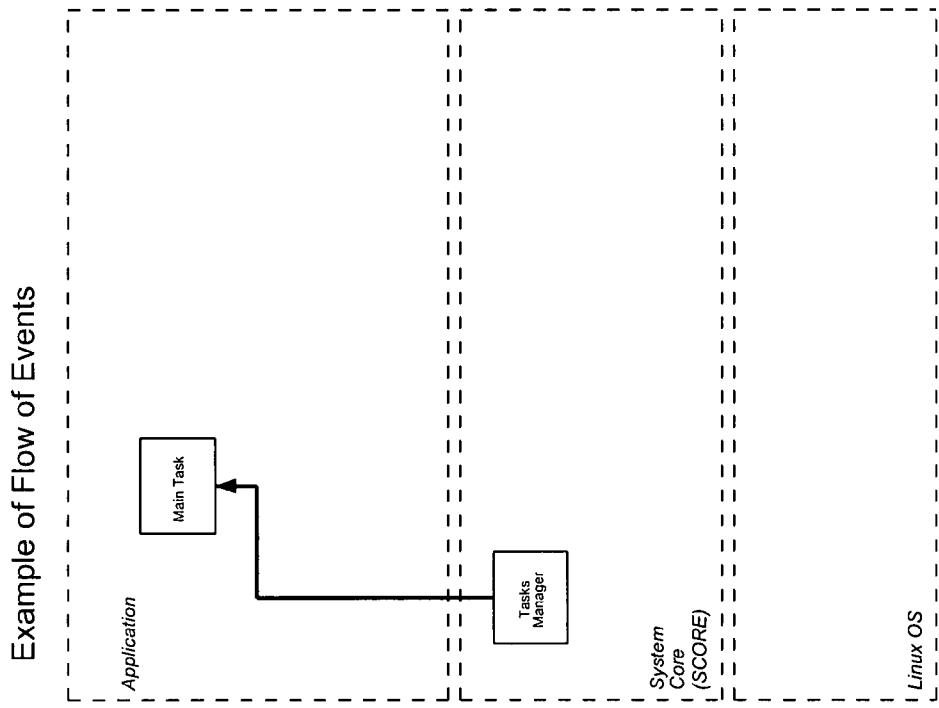 Example of Flow of Events
Application
Main Task
Tasks
Manager
System
Core
(SCORE)
Linux OS